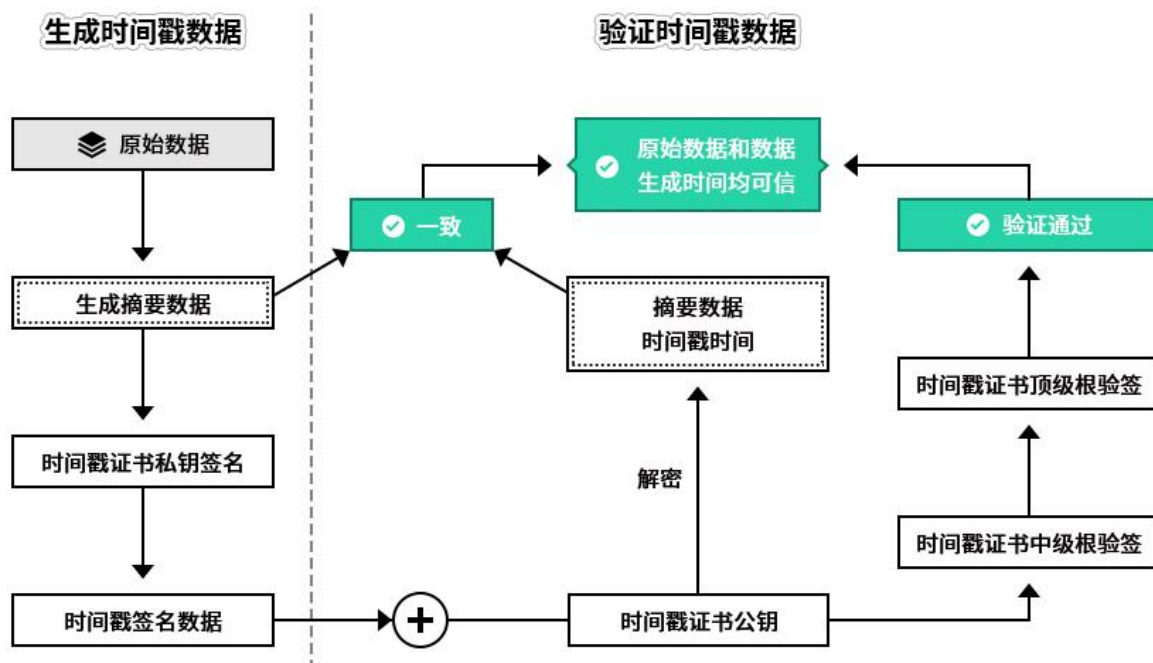 生成时间戳数据
验证时间戳数据
原始数据
原始数据和数据
生成时间均可信
一致
验证通过
生成摘要数据
摘要数据
时间戳时间
时间戳证书顶级根验签
时间戳证书私钥签名
解密
时间戳证书中级根验签
时间戳签名数据
时间戳证书公钥